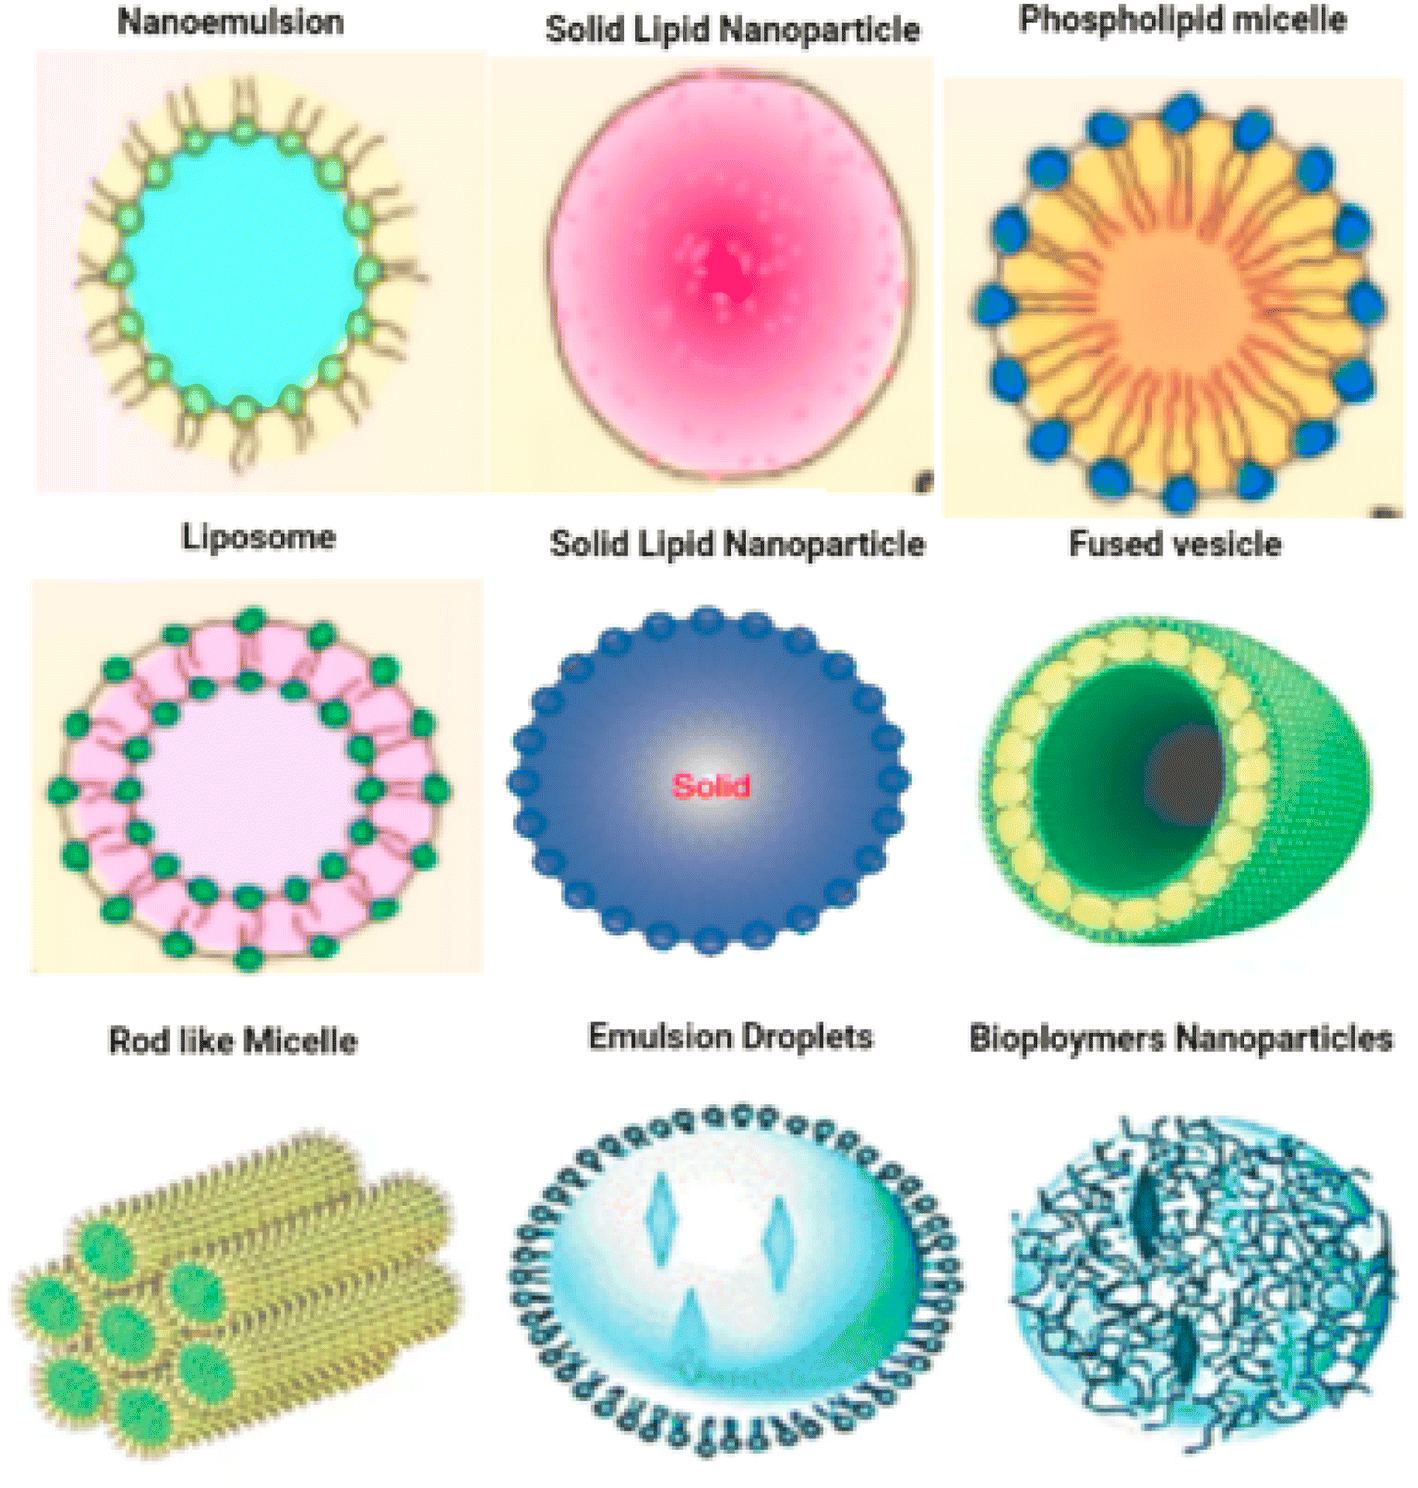 Nanoemulsion
Solid Lipid Nanoparticle
Phospholipid micelle
Liposome
Solid Lipid Nanoparticle
Fused vesicle
Solid
Rod like Micelle
Emulsion Droplets
Bioploymers Nanoparticles